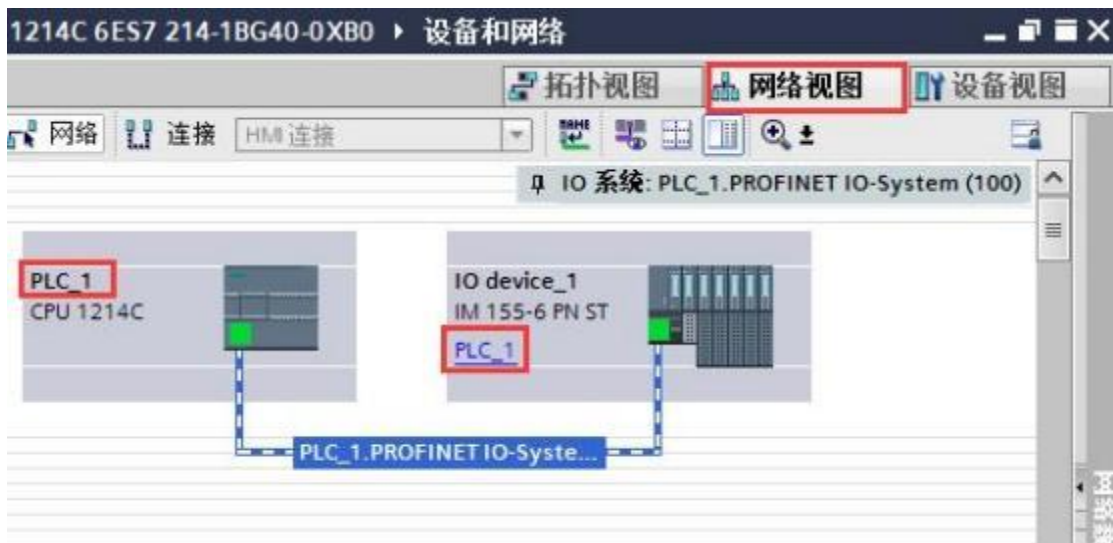 1214C 6ES7 214-1BG40-0XB0 ▸ 设备和网络
拓扑视图 网络视图 设备视图
网络 连接 HMI 连接
IO 系统: PLC_1.PROFINET IO-System (100)
PLC_1
CPU 1214C
IO device_1
IM 155-6 PN ST
PLC_1
PLC_1.PROFINET IO-Syste...